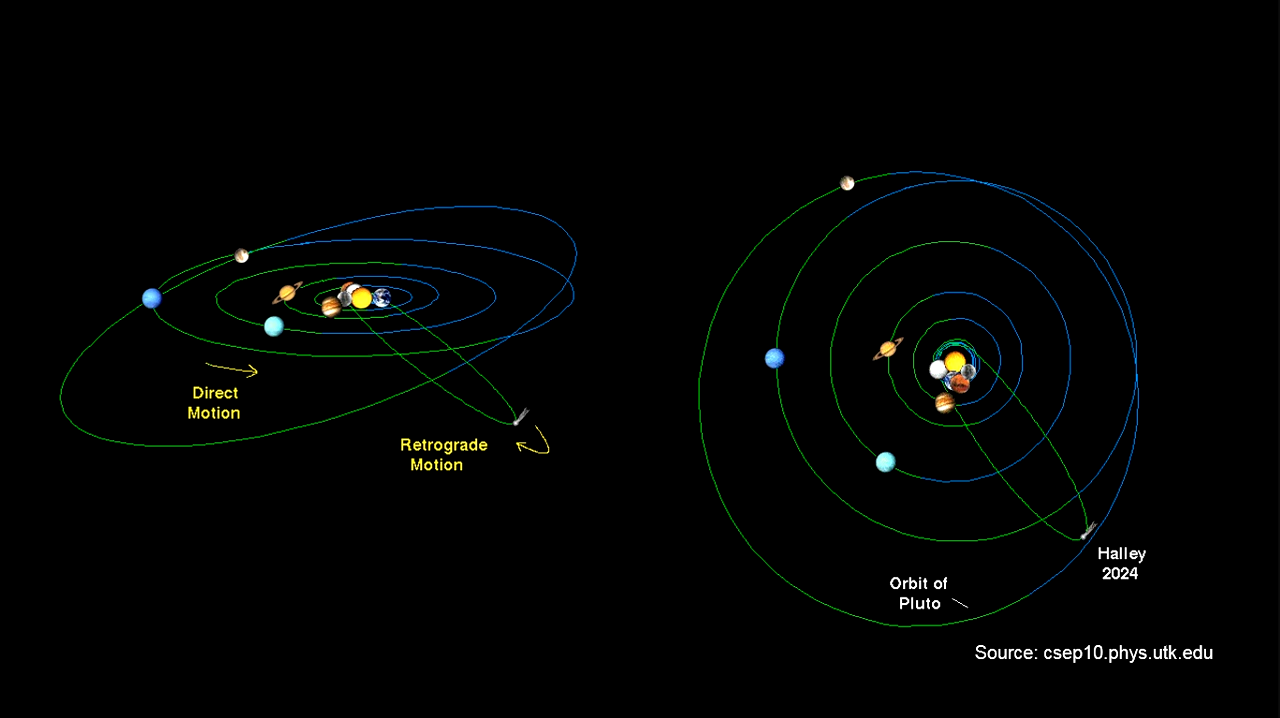 Direct
Motion
Retrograde
Motion
Halley
2024
Orbit of
Pluto
Source: csep10.phys.utk.edu